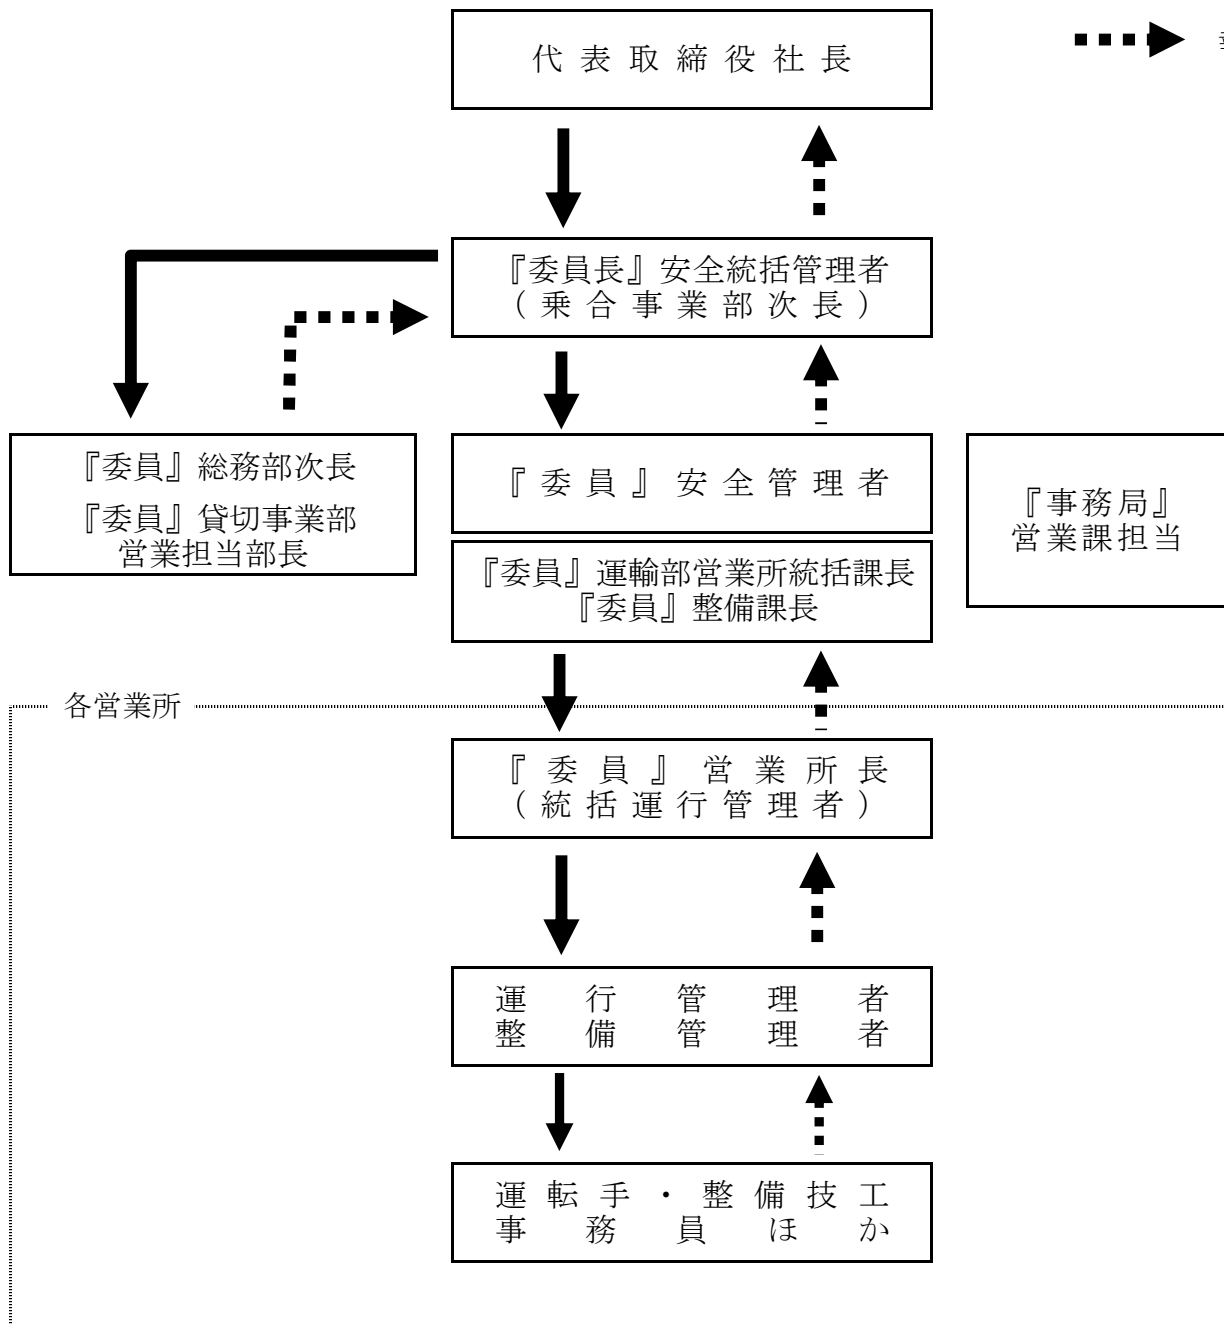 代表取締役社長
『委員長』安全統括管理者
（乗合事業部次長）
『委員』総務部次長
『委員』貸切事業部
営業担当部長
『委員』安全管理者
『委員』運輸部営業所統括課長
『委員』整備課長
『事務局』
営業課担当
各営業所
『委員』営業所長
（統括運行管理者）
運行管理者
整備管理者
運転手・整備技工
事務員ほか